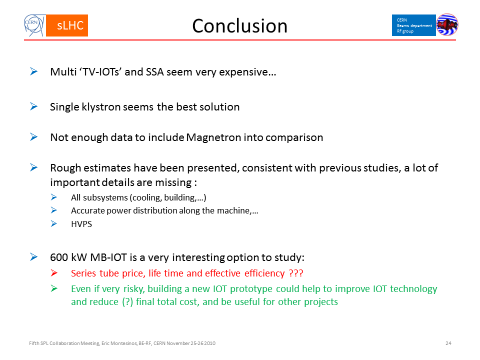 CERN
sLHC
Conclusion
CERN
Beams department
RF group
Multi 'TV-IOTs' and SSA seem very expensive...
Single klystron seems the best solution
Not enough data to include Magnetron into comparison
Rough estimates have been presented, consistent with previous studies, a lot of
important details are missing :
All subsystems (cooling, building,...)
Accurate power distribution along the machine,...
HVPS
600 kW MB-IOT is a very interesting option to study:
Series tube price, life time and effective efficiency ???
Even if very risky, building a new IOT prototype could help to improve IOT technology
and reduce (?) final total cost, and be useful for other projects
Fifth SPL Collaboration Meeting, Eric Montesinos, BE-RF, CERN November 25-26 2010
24